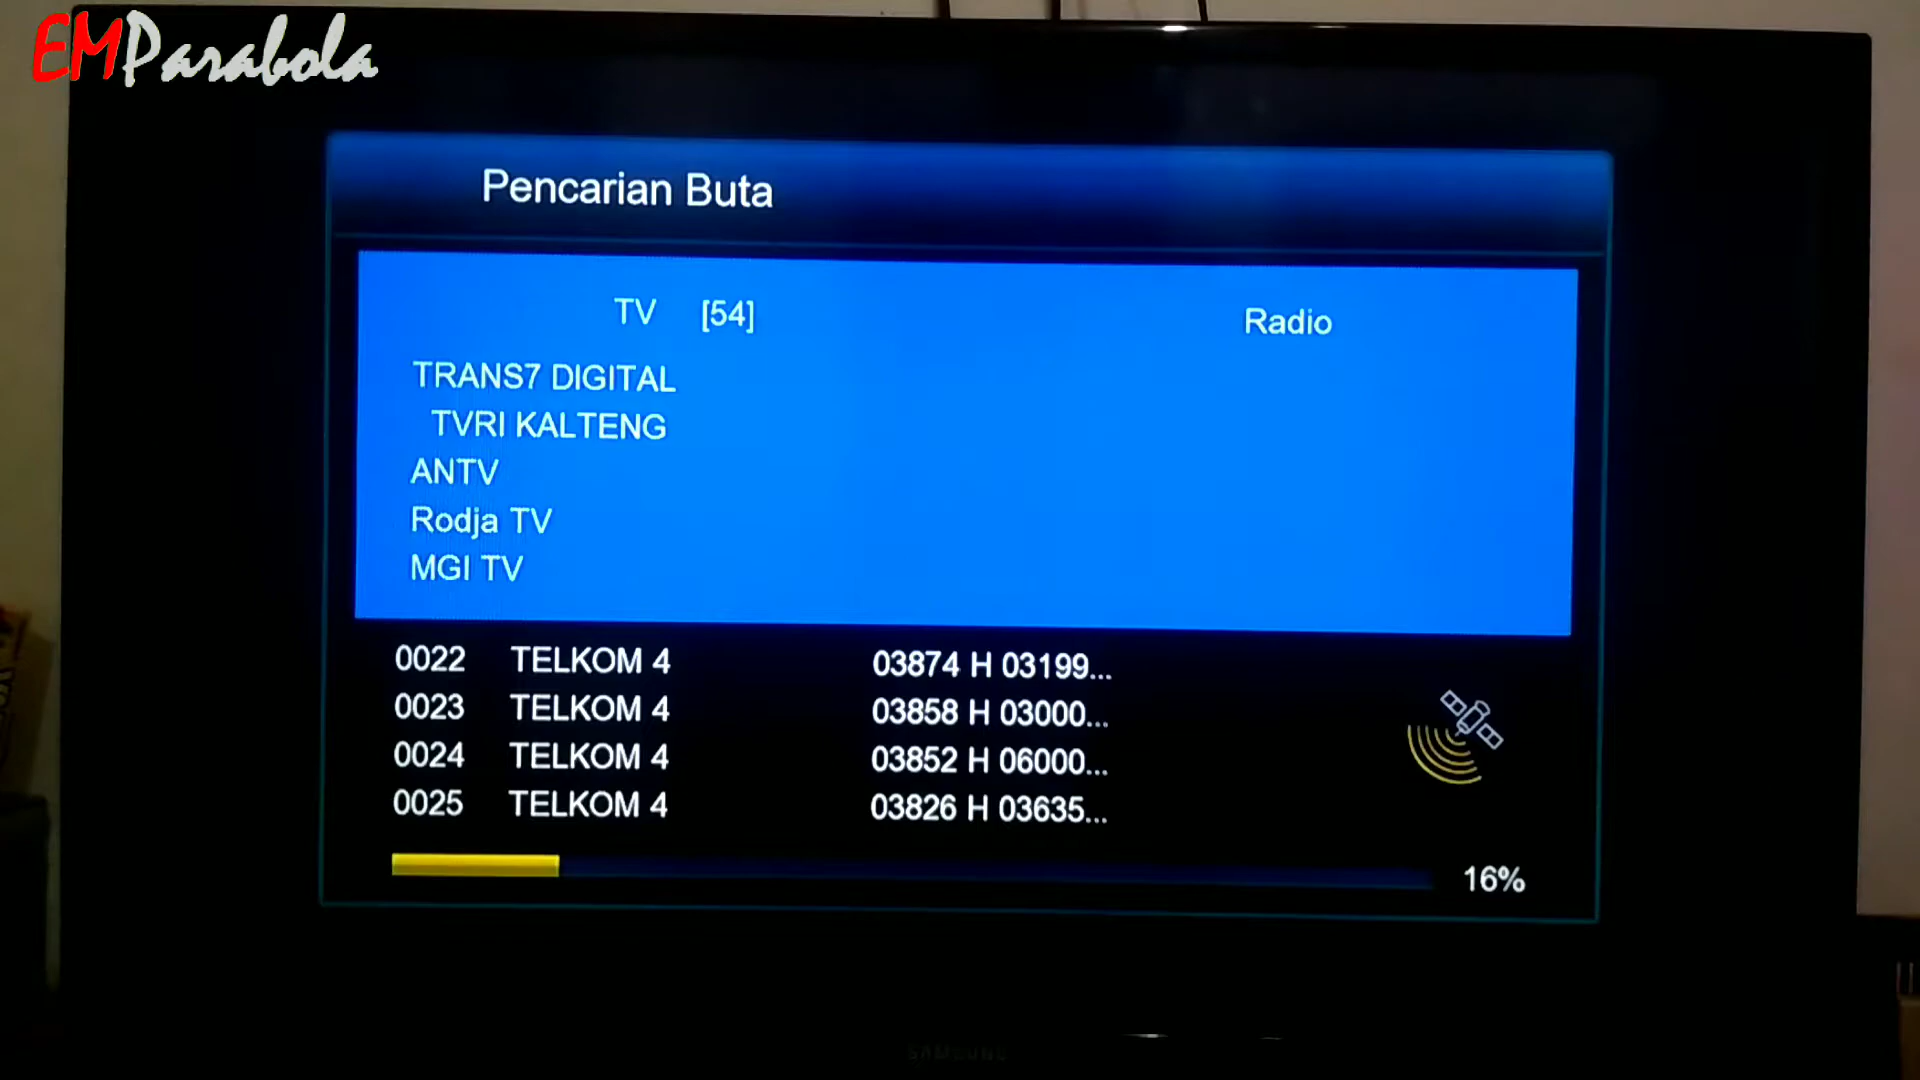 EMParabola
Pencarian Buta
TV [54]
Radio
TRANS7 DIGITAL
TVRI KALTENG
ANTV
Rodja TV
MGI TV
0022 TELKOM 4 03874 H 03199...
0023 TELKOM 4 03858 H 03000...
0024 TELKOM 4 03852 H 06000...
0025 TELKOM 4 03826 H 03635...
16%
SAMSUNG